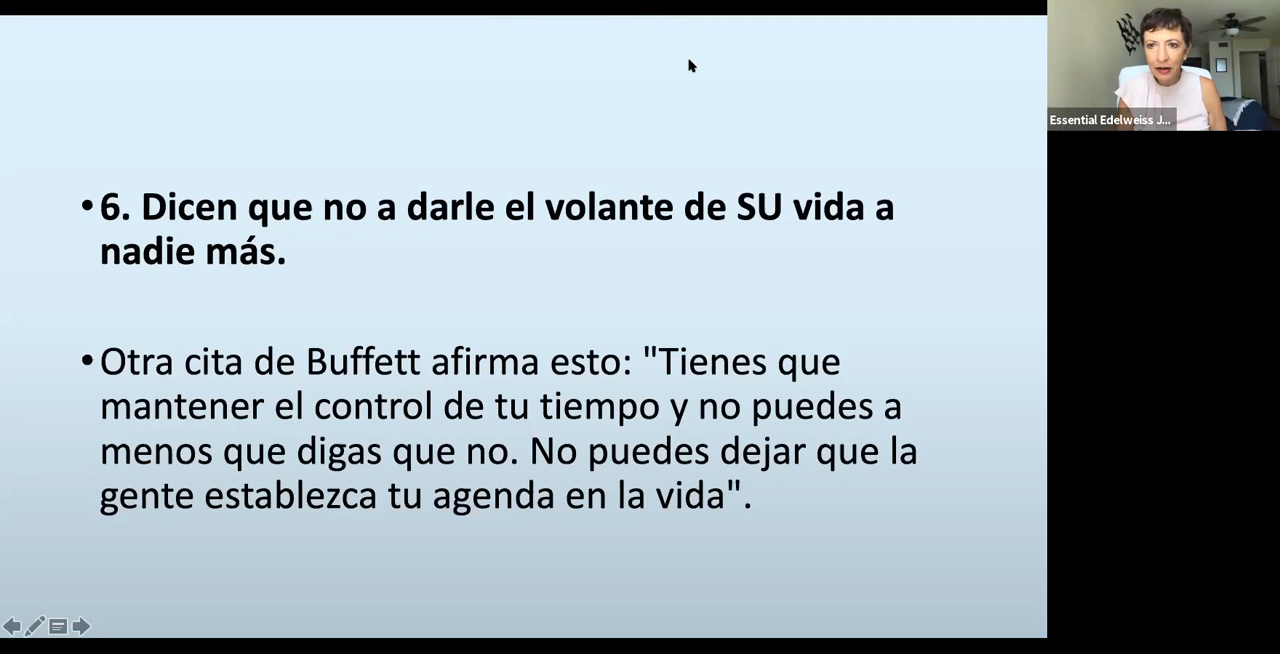 •6. Dicen que no a darle el volante de SU vida a
nadie más.
•Otra cita de Buffett afirma esto: "Tienes que
mantener el control de tu tiempo y no puedes a
menos que digas que no. No puedes dejar que la
gente establezca tu agenda en la vida".
Essential Edelweiss J...